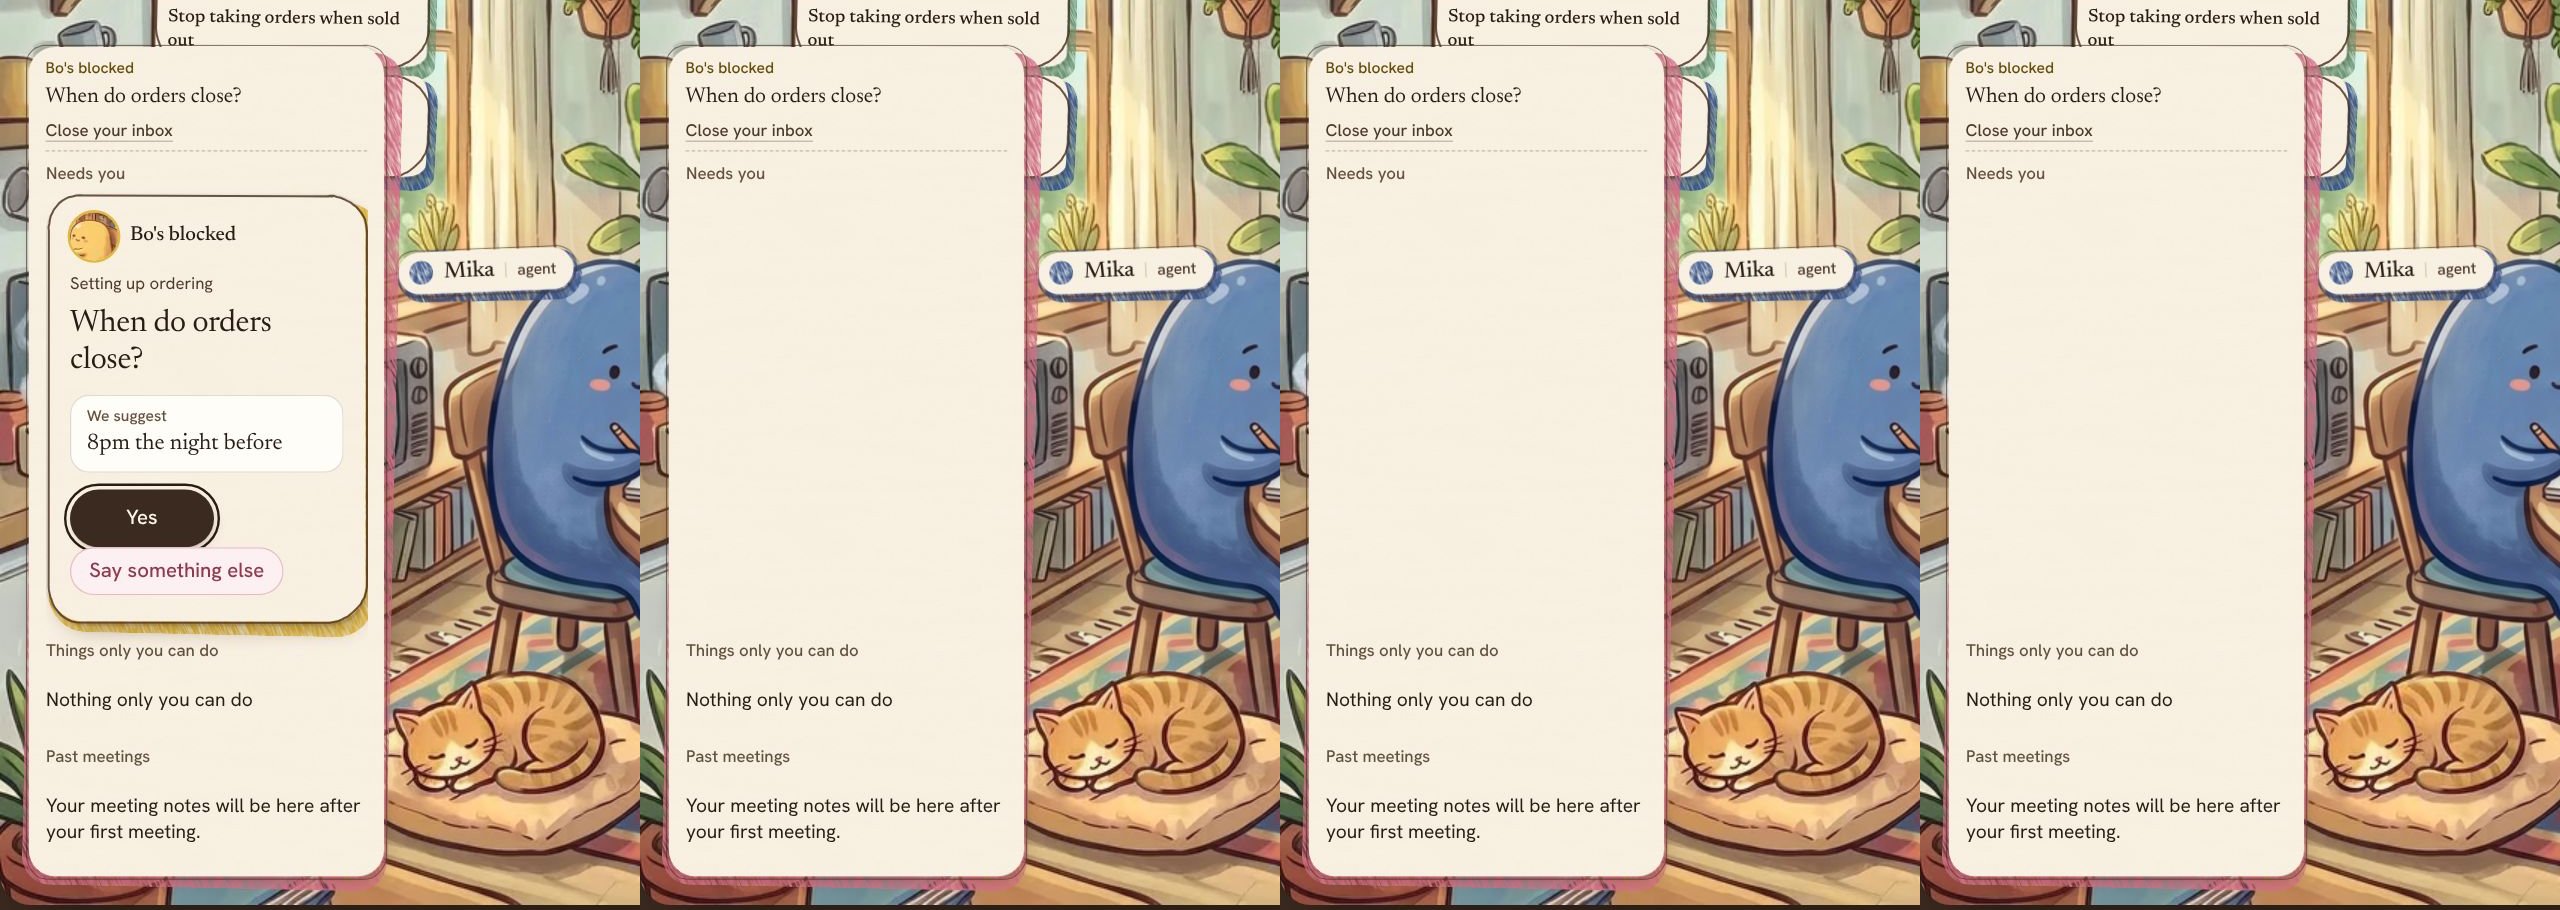 Stop taking orders when sold
out
Bo's blocked
When do orders close?
Close your inbox
Needs you
Bo's blocked
Setting up ordering
When do orders
close?
We suggest
8pm the night before
Yes
Say something else
Things only you can do
Nothing only you can do
Past meetings
Your meeting notes will be here after
your first meeting.
Mika
agent
Stop taking orders when sold
out
Bo's blocked
When do orders close?
Close your inbox
Needs you
Things only you can do
Nothing only you can do
Past meetings
Your meeting notes will be here after
your first meeting.
Mika
agent
Stop taking orders when sold
out
Bo's blocked
When do orders close?
Close your inbox
Needs you
Things only you can do
Nothing only you can do
Past meetings
Your meeting notes will be here after
your first meeting.
Mika
agent
Stop taking orders when sold
out
Bo's blocked
When do orders close?
Close your inbox
Needs you
Things only you can do
Nothing only you can do
Past meetings
Your meeting notes will be here after
your first meeting.
Mika
agent